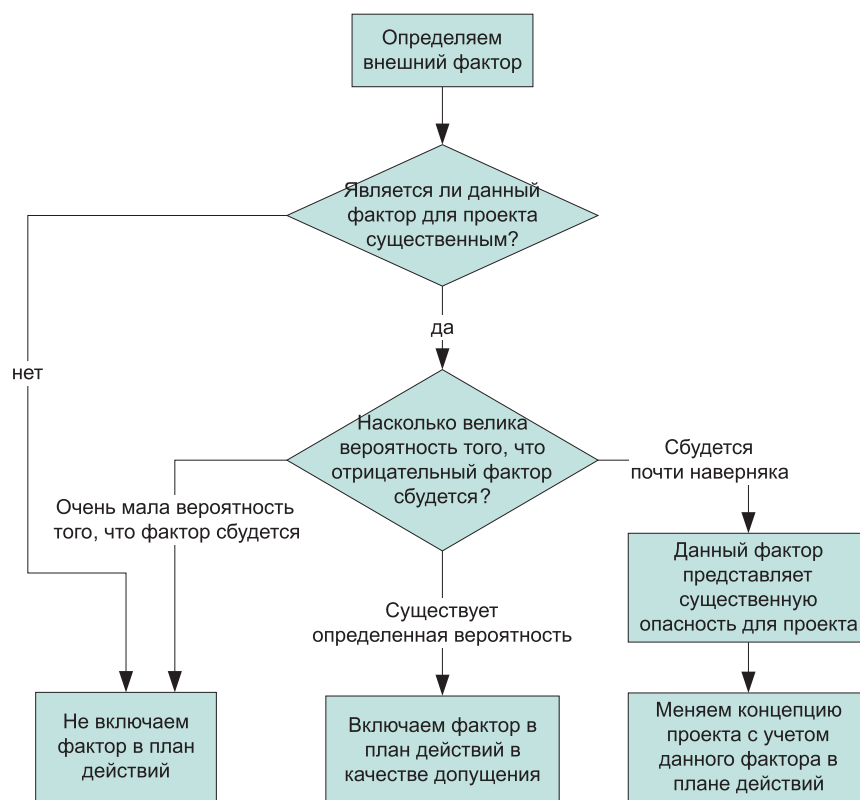 Определяем
внешний фактор
Является ли данный
фактор для проекта
существенным?
да
нет
Насколько велика
вероятность того, что
отрицательный фактор
сбудется?
Сбудется
почти наверняка
Очень мала вероятность
того, что фактор сбудется
Данный фактор
представляет
существенную
опасность для проекта
Существует
определенная вероятность
Не включаем
фактор в план
действий
Включаем фактор в
план действий в
качестве допущения
Меняем концепцию
проекта с учетом
данного фактора в
плане действий